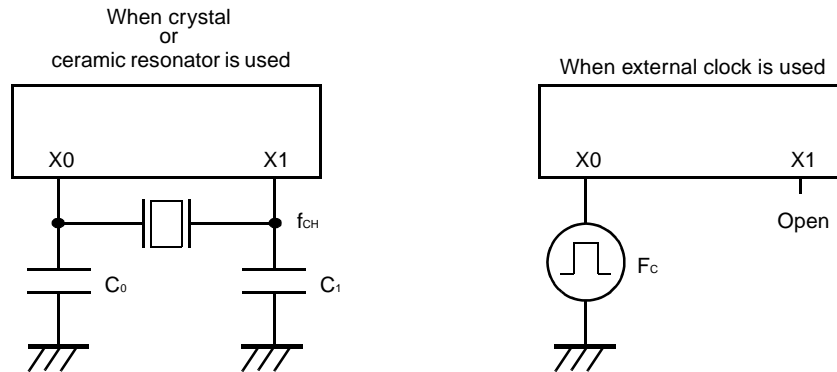 When crystal
or
ceramic resonator is used
X0 X1
fCH
C0 C1
When external clock is used
X0 X1
Open
FC